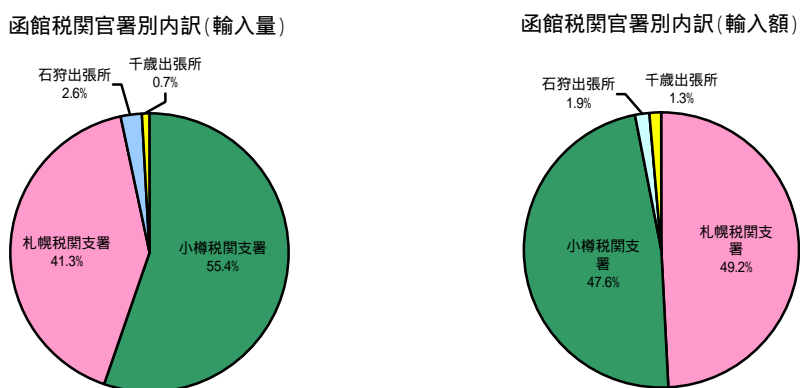 函館税関官署別内訳(輸入量)
石狩出張所
2.6%
千歳出張所
0.7%
札幌税関支署
41.3%
小樽税関支署
55.4%
函館税関官署別内訳(輸入額)
石狩出張所
1.9%
千歳出張所
1.3%
小樽税関支
署
47.6%
札幌税関支
署
49.2%